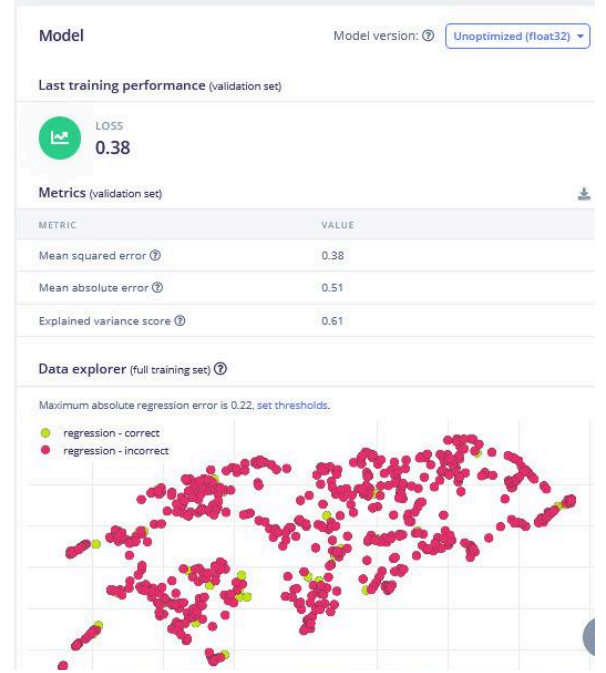 Model
Model version: Unoptimized (float32)
Last training performance (validation set)
LOSS
0.38
Metrics (validation set)
METRIC VALUE
Mean squared error 0.38
Mean absolute error 0.51
Explained variance score 0.61
Data explorer (full training set)
Maximum absolute regression error is 0.22, set thresholds.
regression - correct
regression - incorrect